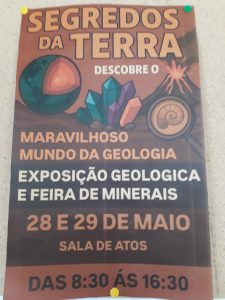 SEGREDOS
DA TERRA
DESCOBRE O
MARAVILHOSO
MUNDO DA GEOLOGIA
EXPOSIÇÃO GEOLOGICA
E FEIRA DE MINERAIS
28 E 29 DE MAIO
SALA DE ATOS
DAS 8:30 ÁS 16:30